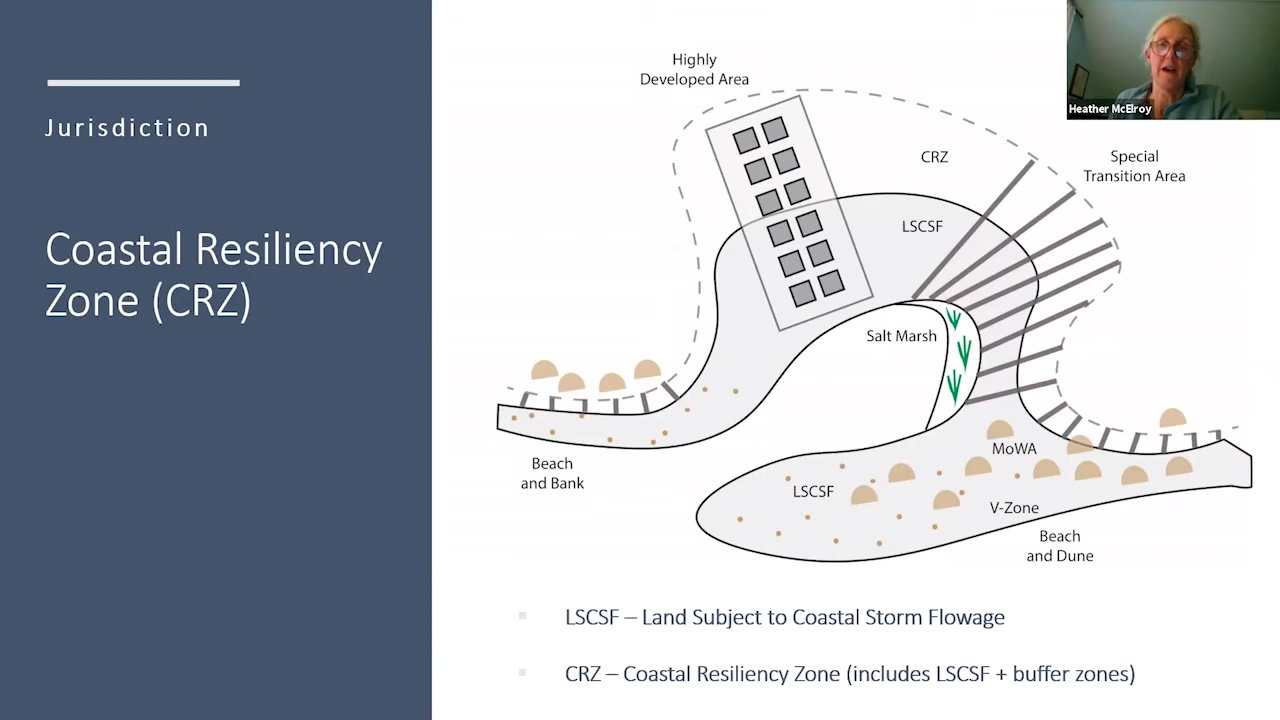 Jurisdiction
Coastal Resiliency
Zone (CRZ)
Highly
Developed Area
CRZ
Special
Transition Area
LSCSF
Salt Marsh
Beach
and Bank
MoWA
LSCSF
V-Zone
Beach
and Dune
LSCSF – Land Subject to Coastal Storm Flowage
CRZ – Coastal Resiliency Zone (includes LSCSF + buffer zones)
Heather McElroy